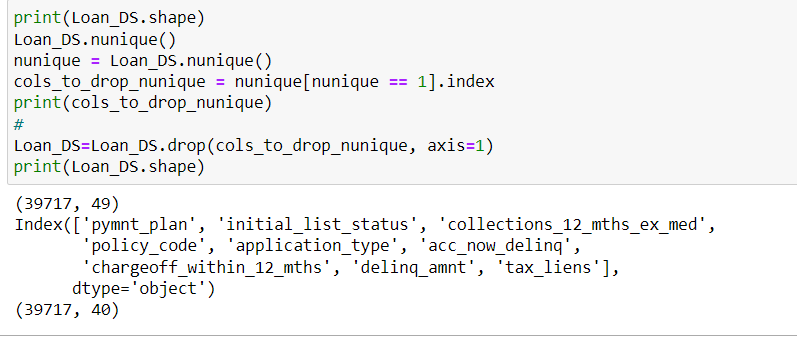 print(Loan_DS.shape)
Loan_DS.nunique()
nunique = Loan_DS.nunique()
cols_to_drop_nunique = nunique[nunique == 1].index
print(cols_to_drop_nunique)
#
Loan_DS=Loan_DS.drop(cols_to_drop_nunique, axis=1)
print(Loan_DS.shape)
(39717, 49)
Index(['pymnt_plan', 'initial_list_status', 'collections_12_mths_ex_med',
       'policy_code', 'application_type', 'acc_now_delinq',
       'chargeoff_within_12_mths', 'delinq_amnt', 'tax_liens'],
      dtype='object')
(39717, 40)